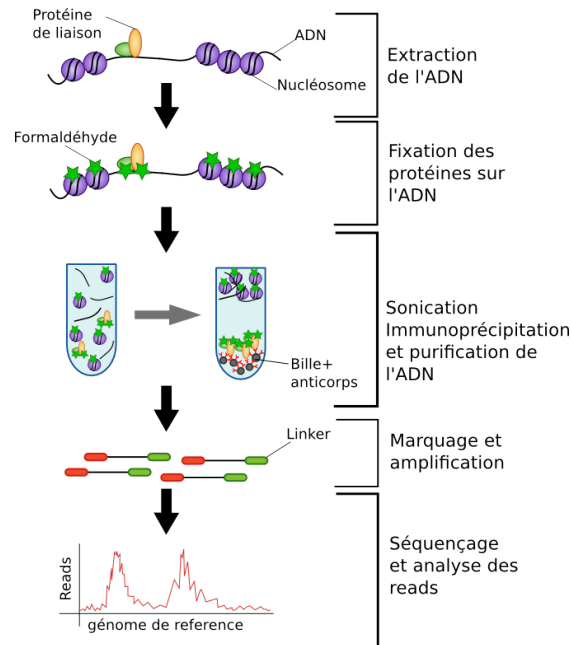 Protéine
de liaison
ADN
Nucléosome
Extraction
de l'ADN
Formaldéhyde
Fixation des
protéines sur
l'ADN
Bille+
anticorps
Sonication
Immunoprécipitation
et purification de
l'ADN
Linker
Marquage et
amplification
Reads
génome de reference
Séquençage
et analyse des
reads